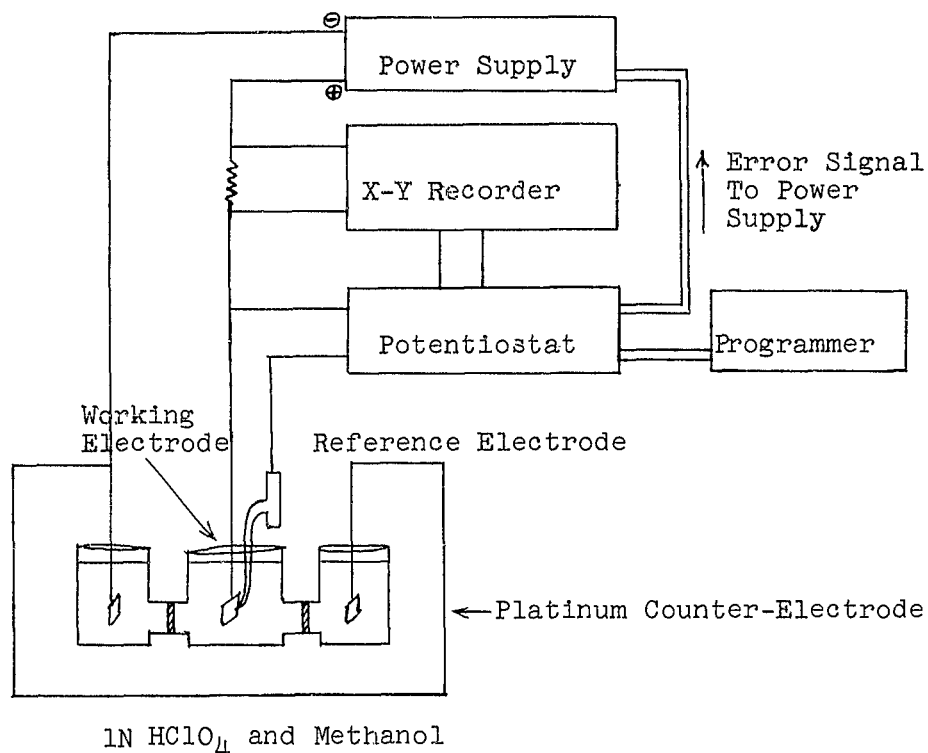 ⊖
Power Supply
⊕
X-Y Recorder
Error Signal
To Power
Supply
Potentiostat
Programmer
Working
Electrode
Reference Electrode
Platinum Counter-Electrode
1N HClO₄ and Methanol